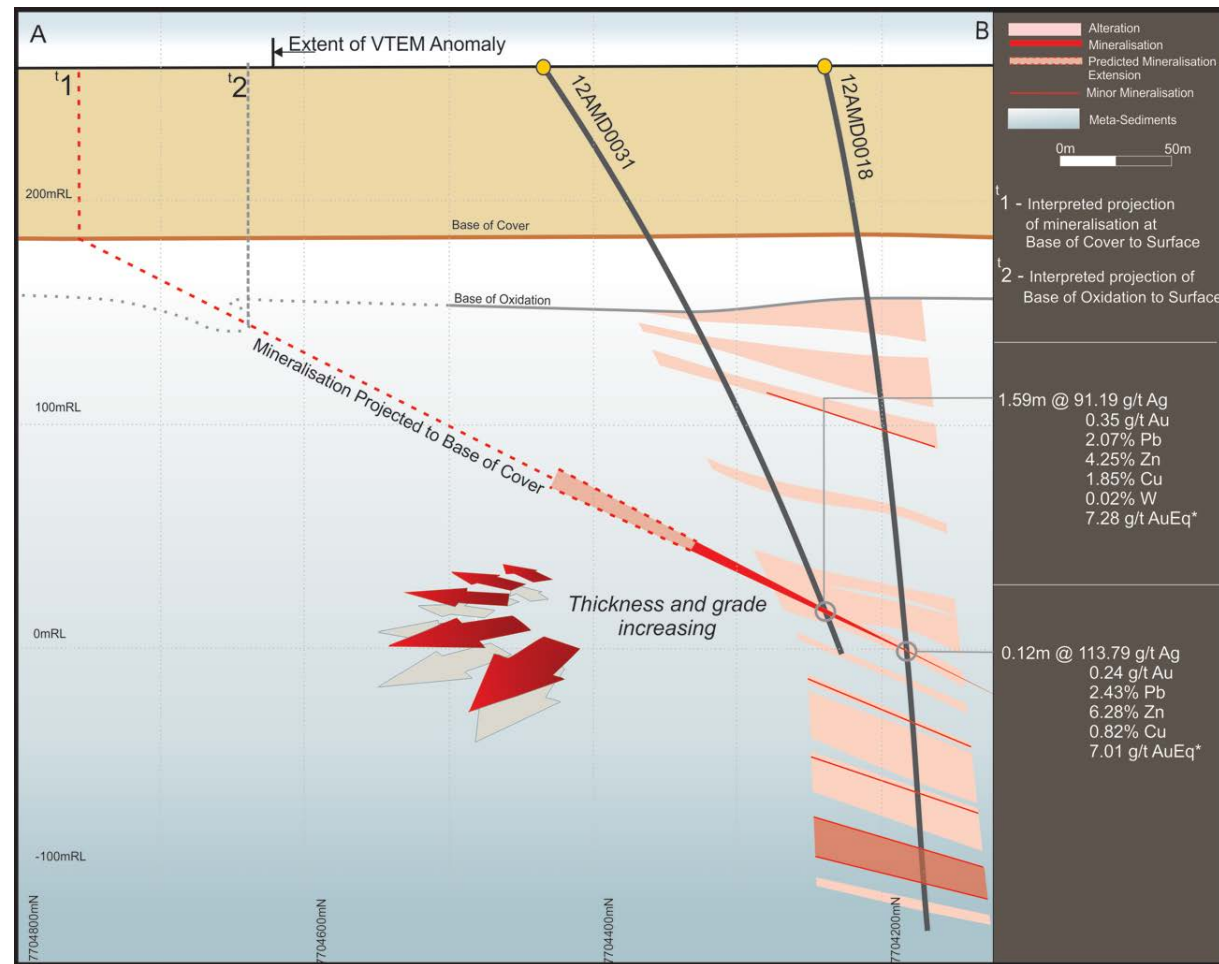 A
B
Extent of VTEM Anomaly
t1
t2
12AMD0031
12AMD0018
200mRL
Base of Cover
Base of Oxidation
Mineralisation Projected to Base of Cover
100mRL
Thickness and grade
increasing
0mRL
-100mRL
7704800mN
7704600mN
7704400mN
7704200mN
Alteration
Mineralisation
Predicted Mineralisation
Extension
Minor Mineralisation
Meta-Sediments
0m 50m
t1 - Interpreted projection
of mineralisation at
Base of Cover to Surface
t2 - Interpreted projection of
Base of Oxidation to Surface
1.59m @ 91.19 g/t Ag
0.35 g/t Au
2.07% Pb
4.25% Zn
1.85% Cu
0.02% W
7.28 g/t AuEq*
0.12m @ 113.79 g/t Ag
0.24 g/t Au
2.43% Pb
6.28% Zn
0.82% Cu
7.01 g/t AuEq*